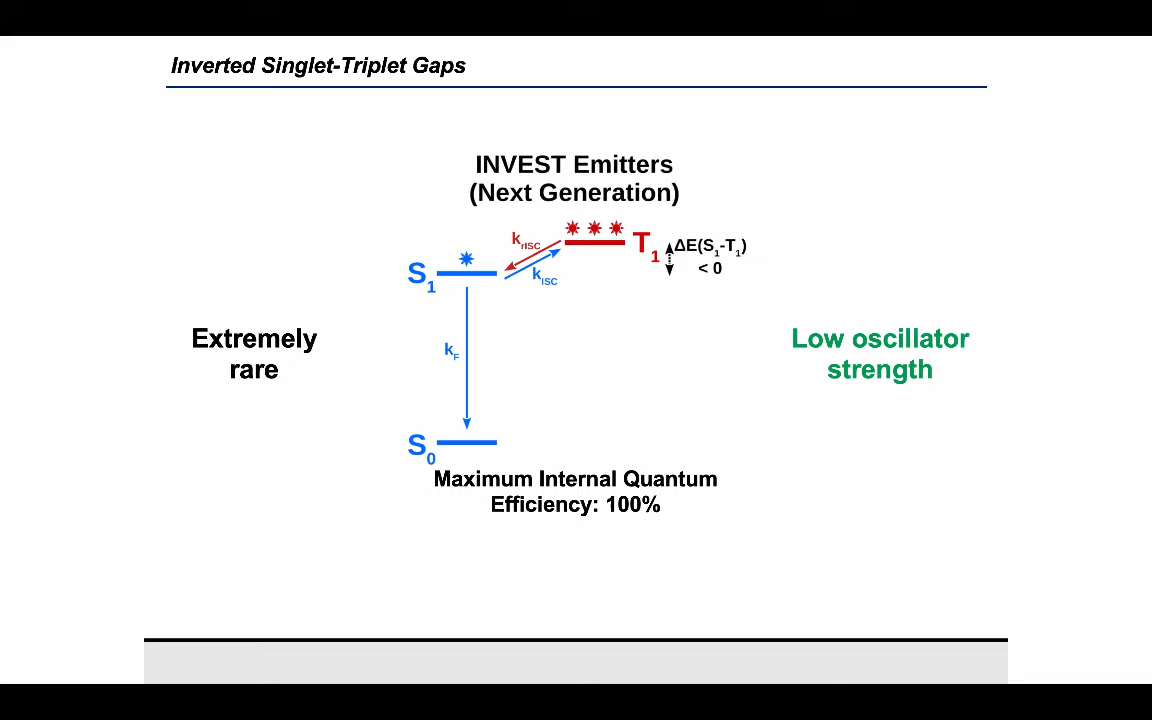 Inverted Singlet-Triplet Gaps
INVEST Emitters
(Next Generation)
krISC
T1
ΔE(S1-T1)
< 0
S1
kISC
Extremely
rare
kF
Low oscillator
strength
S0
Maximum Internal Quantum
Efficiency: 100%